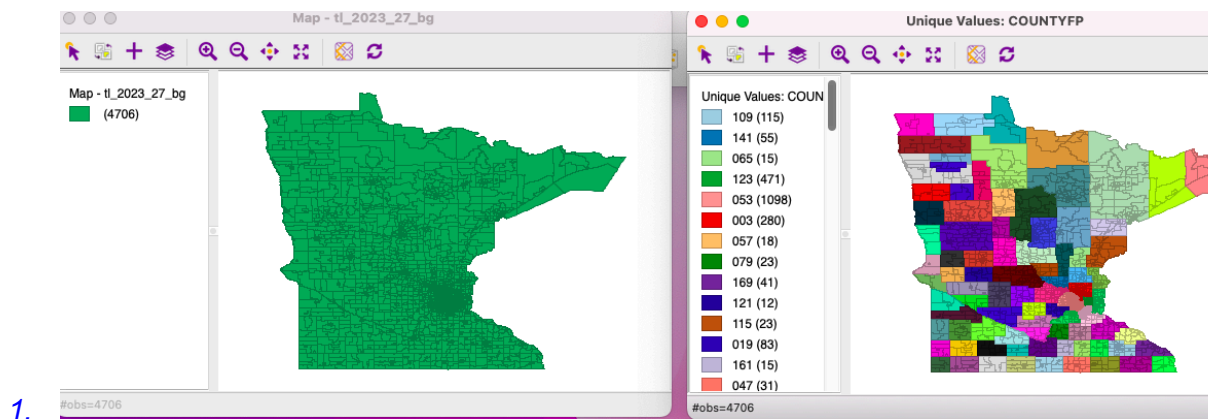 Map - tl_2023_27_bg
Map - tl_2023_27_bg
(4706)
#obs=4706
Unique Values: COUNTYFP
Unique Values: COUN
109 (115)
141 (55)
065 (15)
123 (471)
053 (1098)
003 (280)
057 (18)
079 (23)
169 (41)
121 (12)
115 (23)
019 (83)
161 (15)
047 (31)
#obs=4706
1.